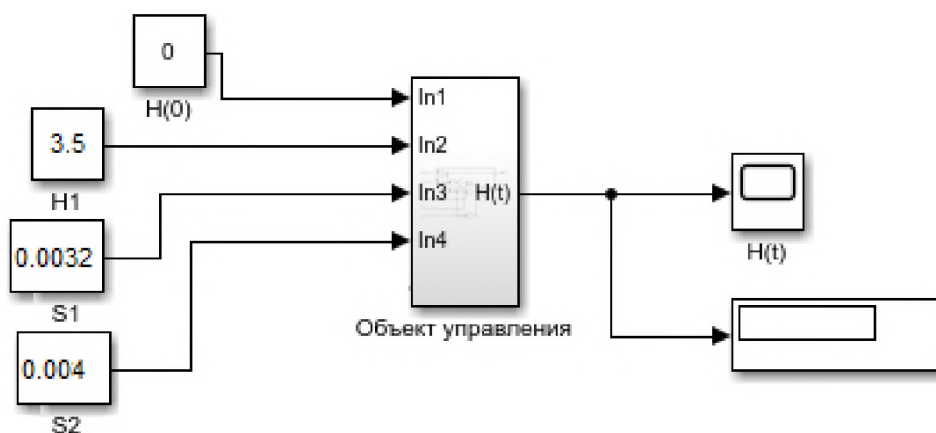 0
H(0)
3.5
H1
0.0032
S1
0.004
S2
In1
In2
In3
H(t)
In4
Объект управления
H(t)